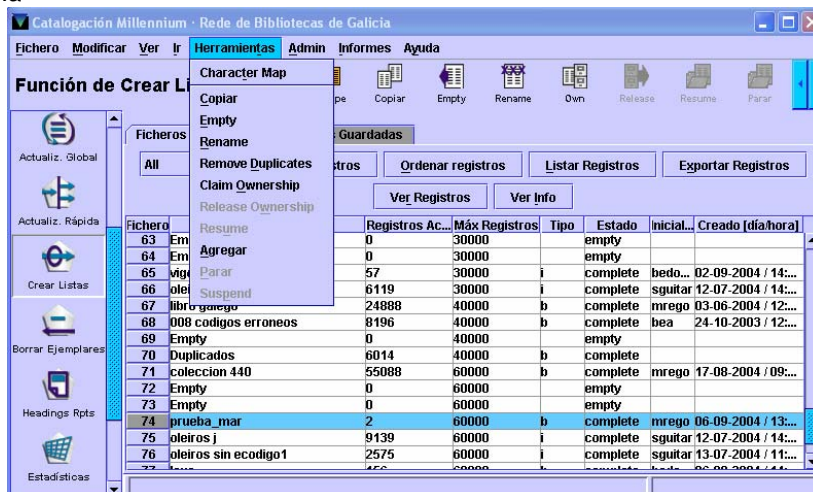 Catalogación Millennium · Rede de Bibliotecas de Galicia
Fichero Modificar Ver Ir Herramientas Admin Informes Ayuda
Función de Crear Li
Copiar Empty Rename Own Release Resume Parar
Character Map
Copiar
Empty
Rename
Remove Duplicates
Claim Ownership
Release Ownership
Resume
Agregar
Parar
Suspend
Actualiz. Global
Actualiz. Rápida
Crear Listas
Borrar Ejemplares
Headings Rpts
Estadísticas
Ficheros Guardadas
All Ordenar registros Listar Registros Exportar Registros
Ver Registros Ver Info
Fichero Registros Ac... Máx Registros Tipo Estado Inicial... Creado [día/hora]
63 Em 0 30000 empty
64 Em 0 30000 empty
65 vige 57 30000 i complete bedo... 02-09-2004 / 14:...
66 olei 6119 30000 i complete sguitar 12-07-2004 / 14:...
67 libro galego 24888 40000 b complete mrego 03-06-2004 / 12:...
68 008 codigos erroneos 8196 40000 b complete bea 24-10-2003 / 12:...
69 Empty 0 40000 empty
70 Duplicados 6014 40000 b complete
71 coleccion 440 55088 60000 b complete mrego 17-08-2004 / 09:...
72 Empty 0 60000 empty
73 Empty 0 60000 empty
74 prueba_mar 2 60000 b complete mrego 06-09-2004 / 13:...
75 oleiros j 9139 60000 i complete sguitar 12-07-2004 / 14:...
76 oleiros sin ecodigo1 2575 60000 i complete sguitar 13-07-2004 / 11:...